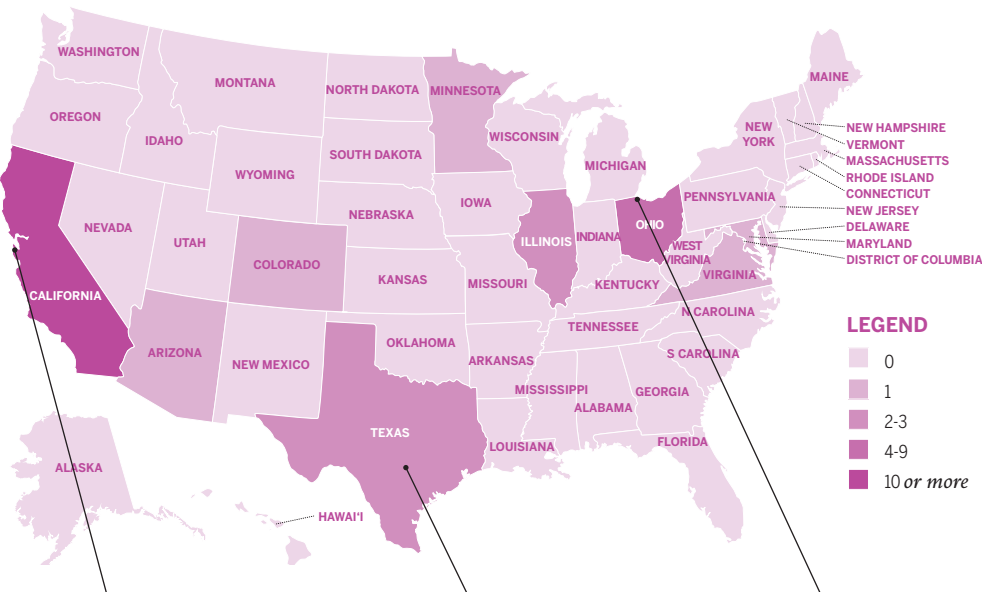 WASHINGTON
MONTANA
NORTH DAKOTA
MINNESOTA
MAINE
OREGON
IDAHO
WISCONSIN
NEW
YORK
NEW HAMPSHIRE
VERMONT
SOUTH DAKOTA
MICHIGAN
MASSACHUSETTS
WYOMING
RHODE ISLAND
CONNECTICUT
PENNSYLVANIA
IOWA
NEW JERSEY
NEBRASKA
NEVADA
UTAH
ILLINOIS
INDIANA
OHIO
DELAWARE
MARYLAND
WEST
VIRGINIA
DISTRICT OF COLUMBIA
COLORADO
KANSAS
MISSOURI
KENTUCKY
VIRGINIA
CALIFORNIA
N CAROLINA
TENNESSEE
ARIZONA
NEW MEXICO
OKLAHOMA
ARKANSAS
S CAROLINA
MISSISSIPPI
ALABAMA
GEORGIA
TEXAS
LOUISIANA
FLORIDA
ALASKA
HAWAI‘I
LEGEND
0
1
2-3
4-9
10 or more